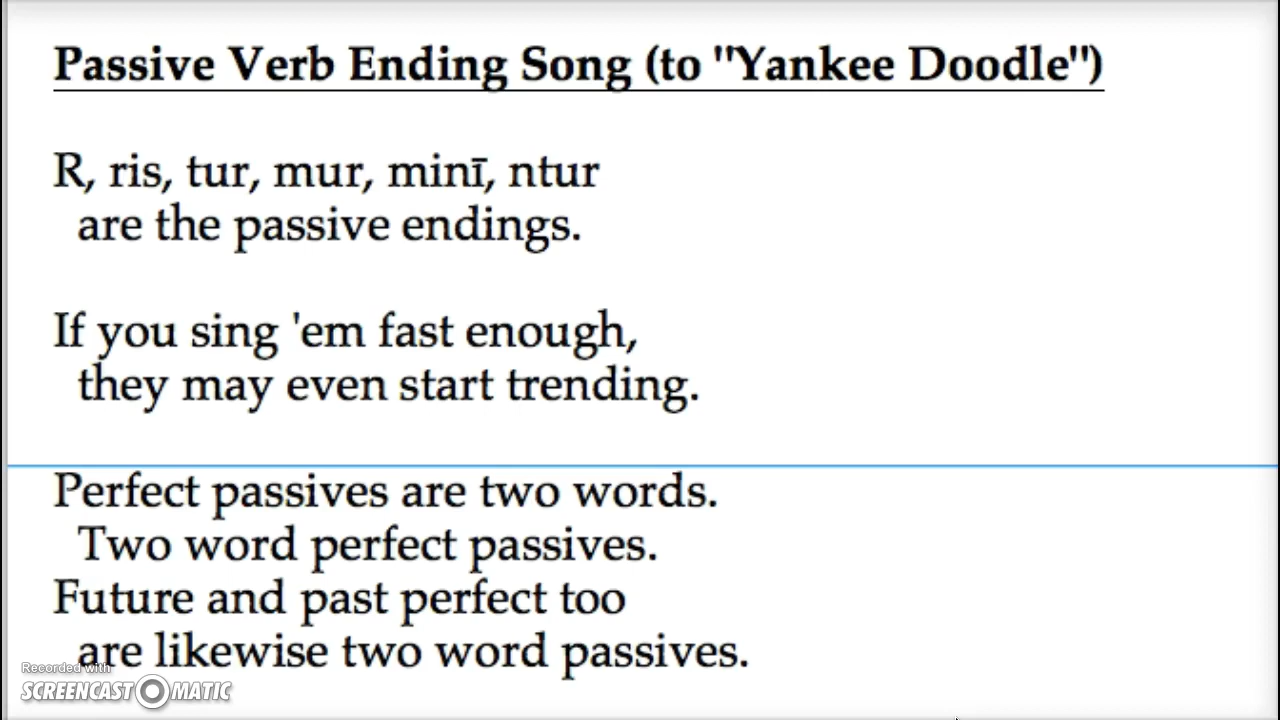 Passive Verb Ending Song (to "Yankee Doodle")
R, ris, tur, mur, minī, ntur
are the passive endings.
If you sing 'em fast enough,
they may even start trending.
Perfect passives are two words.
Two word perfect passives.
Future and past perfect too
are likewise two word passives.
Recorded with
SCREENCAST O MATIC